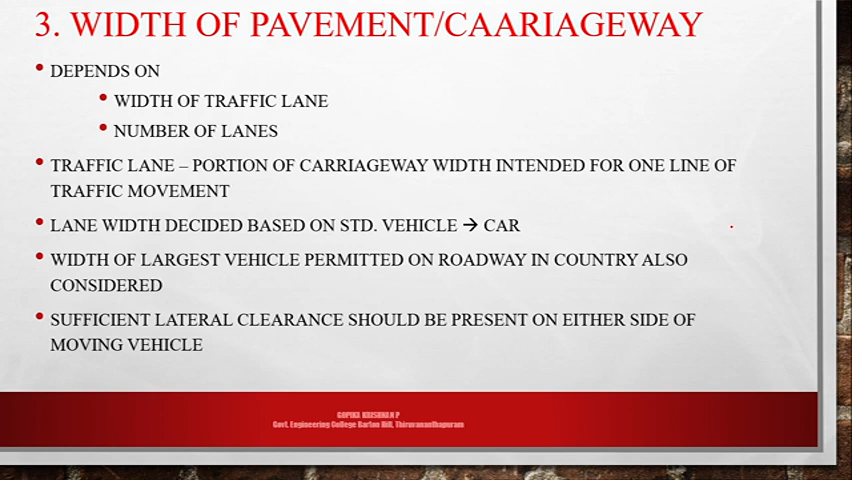 3. WIDTH OF PAVEMENT/CAARIAGEWAY
• DEPENDS ON
• WIDTH OF TRAFFIC LANE
• NUMBER OF LANES
• TRAFFIC LANE – PORTION OF CARRIAGEWAY WIDTH INTENDED FOR ONE LINE OF
TRAFFIC MOVEMENT
• LANE WIDTH DECIDED BASED ON STD. VEHICLE → CAR
• WIDTH OF LARGEST VEHICLE PERMITTED ON ROADWAY IN COUNTRY ALSO
CONSIDERED
• SUFFICIENT LATERAL CLEARANCE SHOULD BE PRESENT ON EITHER SIDE OF
MOVING VEHICLE
GOPIKA KRISHNAN P
Govt. Engineering College Barton Hill, Thiruvananthapuram